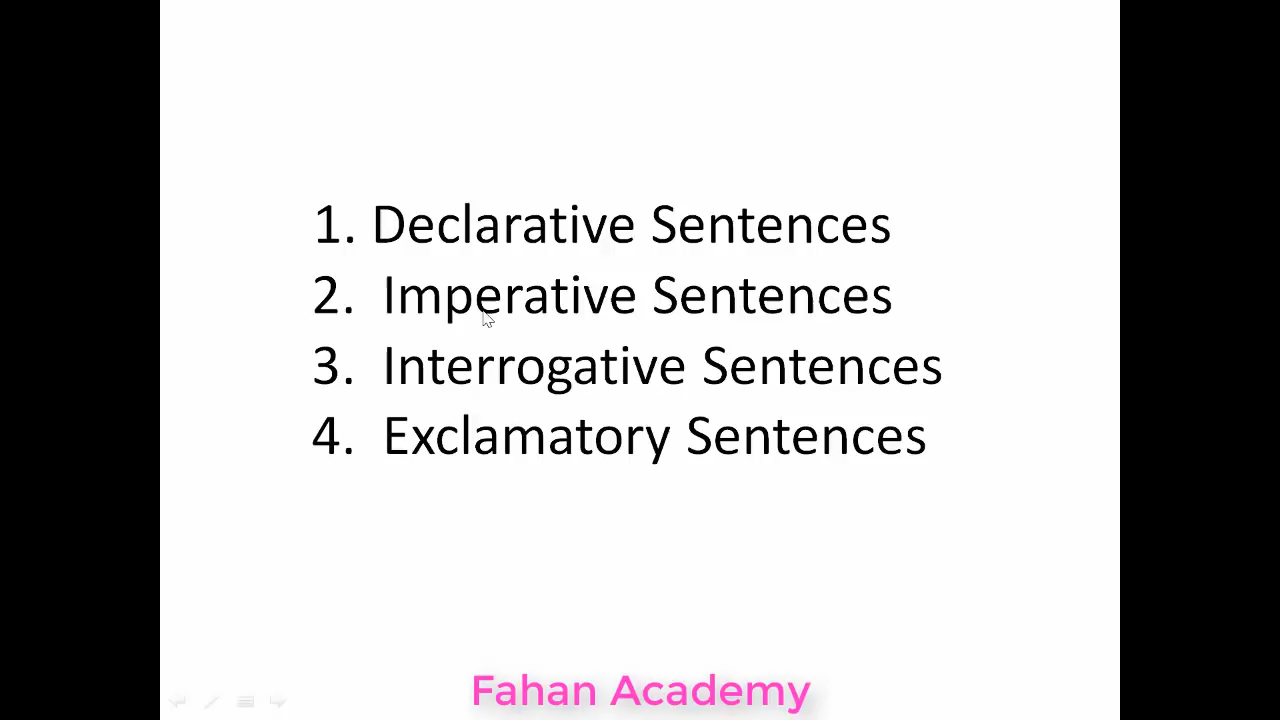 1. Declarative Sentences
2. Imperative Sentences
3. Interrogative Sentences
4. Exclamatory Sentences
Fahan Academy